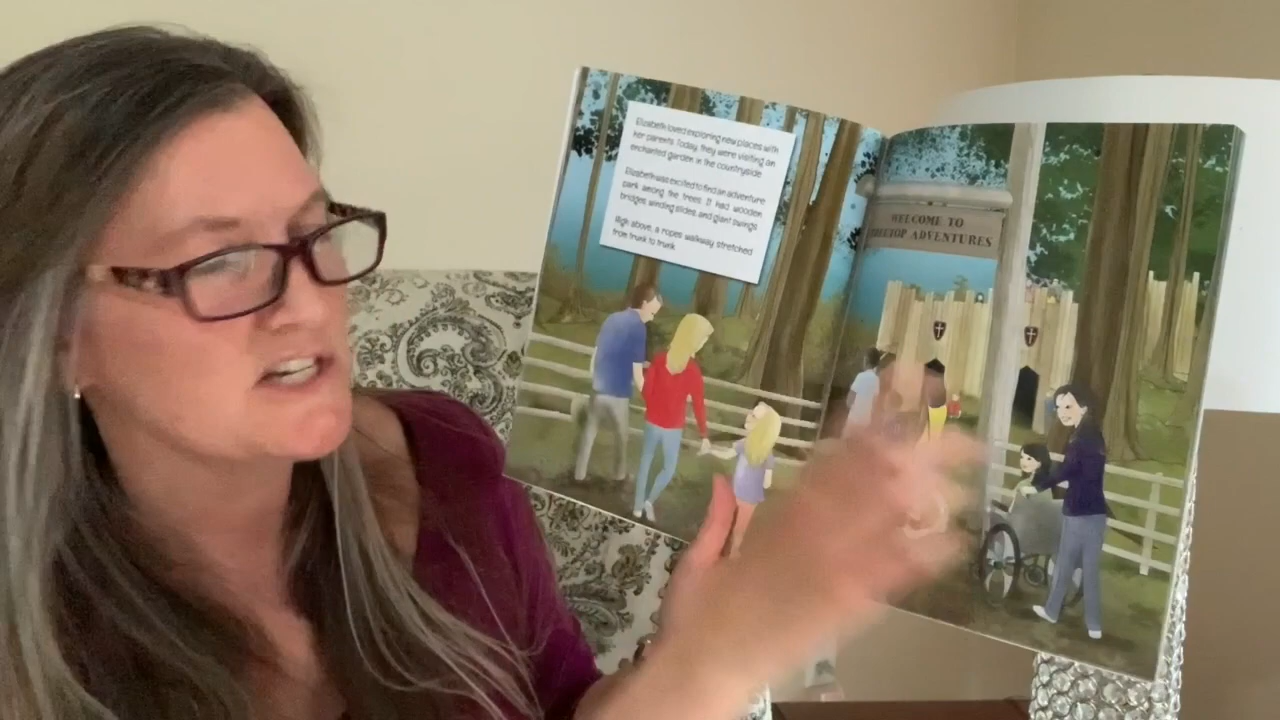 Elizabeth loved exploring new places with
her parents. Today, they were visiting an
enchanted garden in the countryside.
Elizabeth was excited to find an adventure
park among the trees. It had wooden
bridges, winding slides, and giant swings.
High above, a ropes walkway stretched
from trunk to trunk.
WELCOME TO
TREETOP ADVENTURES